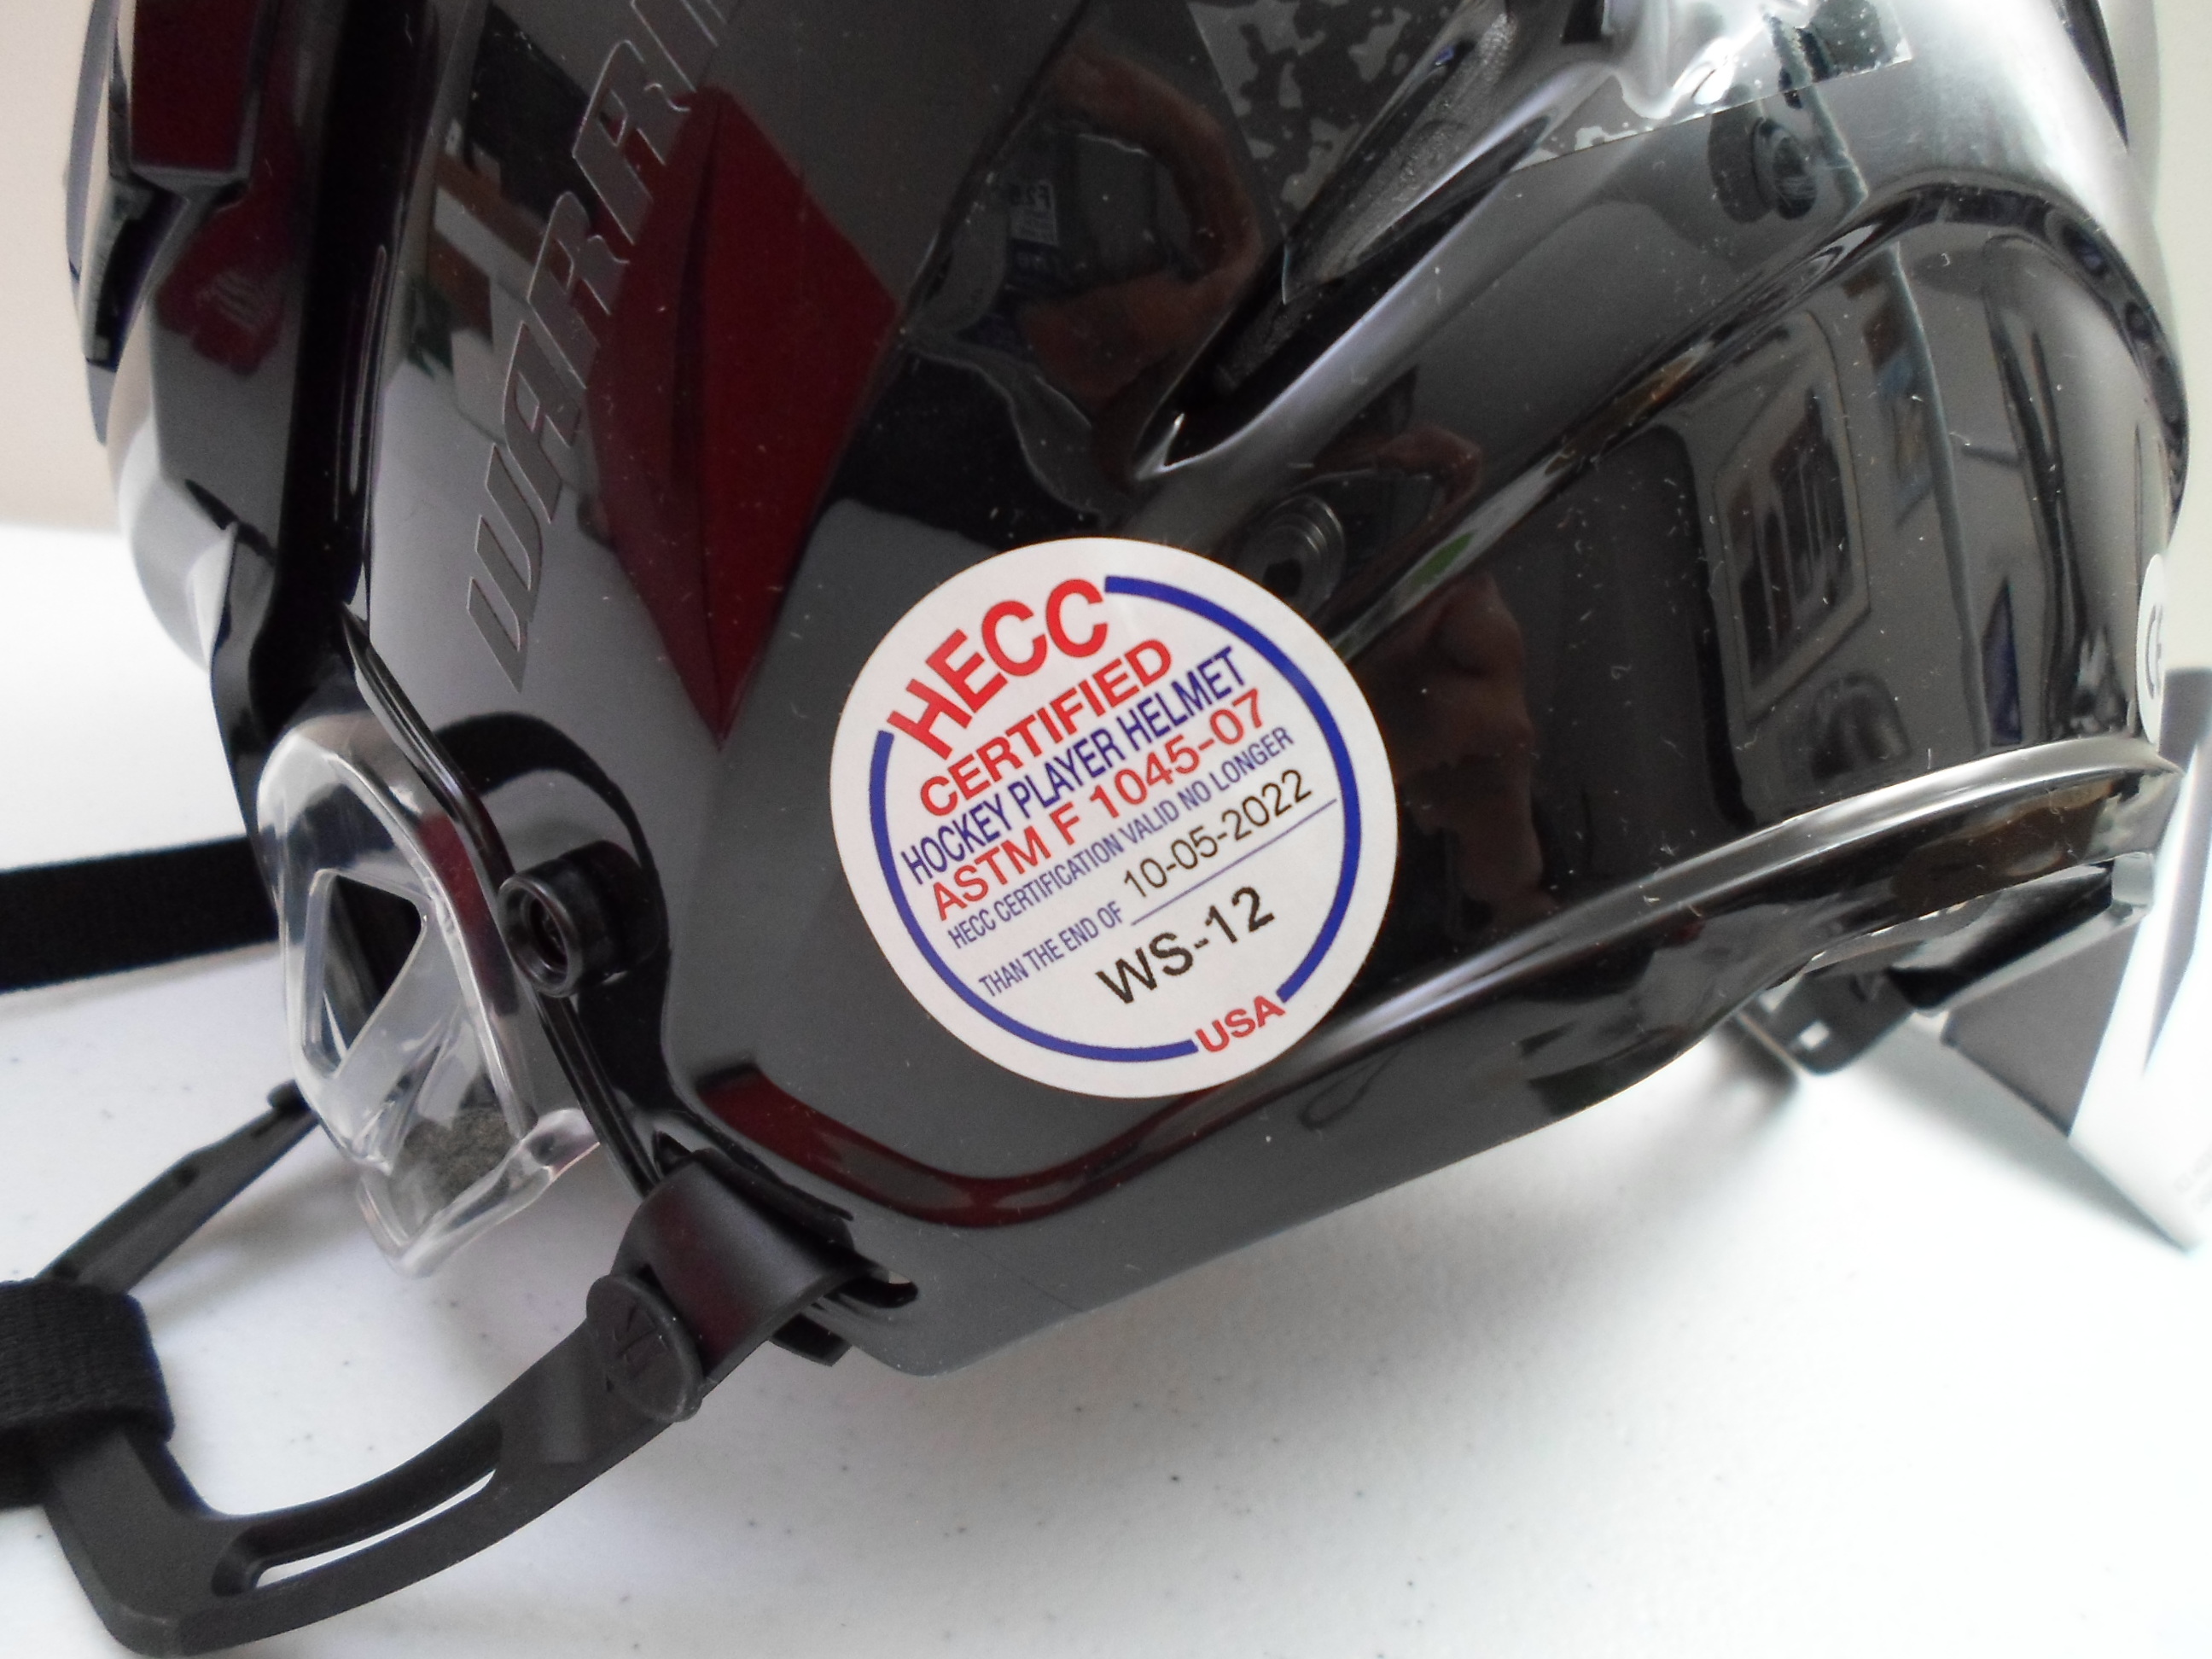 WARR
HECC
CERTIFIED
HOCKEY PLAYER HELMET
ASTM F 1045-07
HECC CERTIFICATION VALID NO LONGER
THAN THE END OF 10-05-2022
WS-12
USA